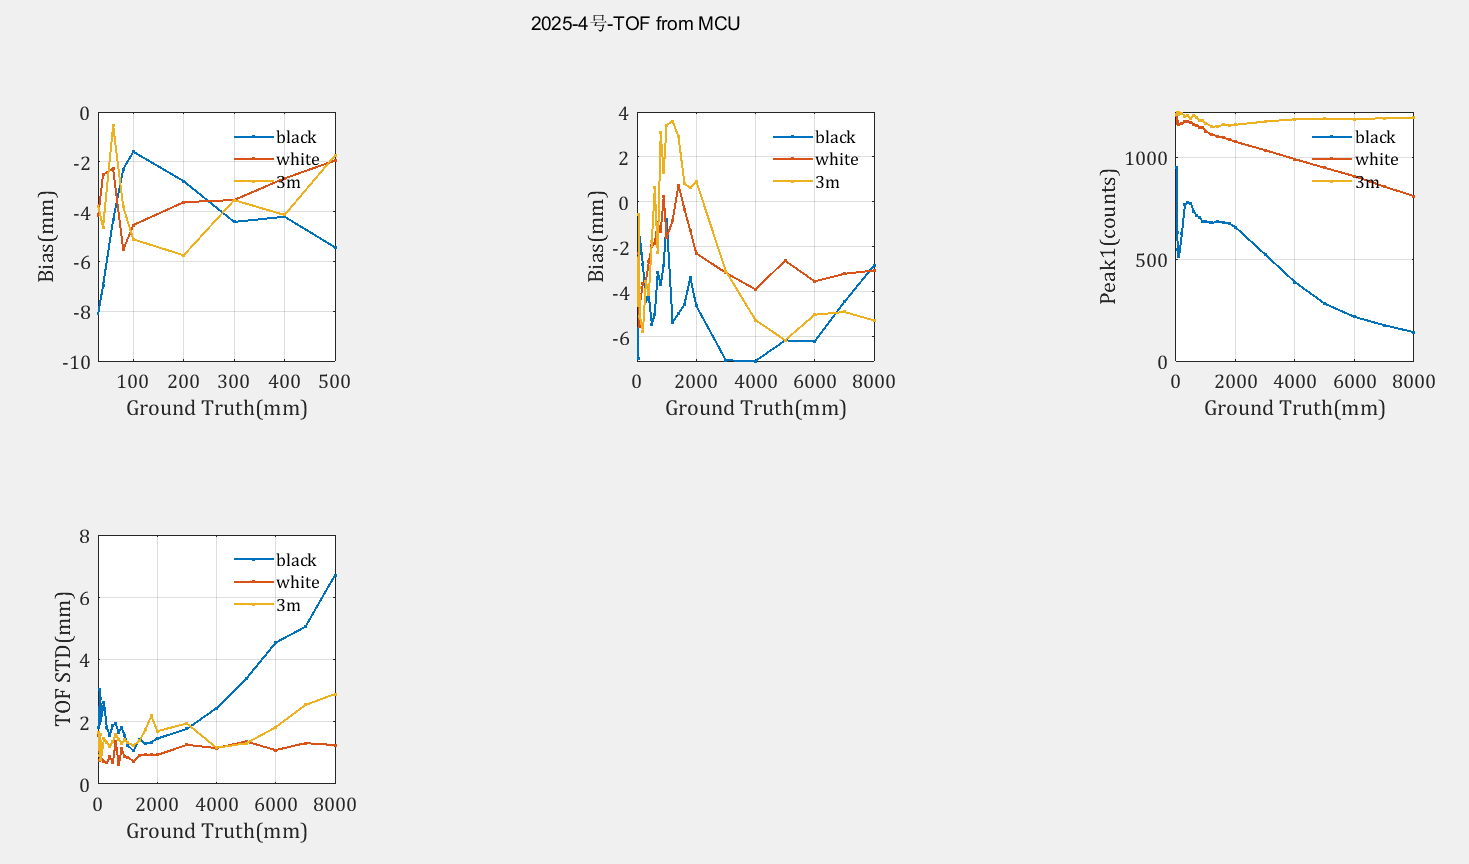 2025-4号-TOF from MCU
0
-2
-4
-6
-8
-10
Bias(mm)
100 200 300 400 500
Ground Truth(mm)
black
white
3m
4
2
0
-2
-4
-6
Bias(mm)
0 2000 4000 6000 8000
Ground Truth(mm)
black
white
3m
1000
500
0
Peak1(counts)
0 2000 4000 6000 8000
Ground Truth(mm)
black
white
3m
8
6
4
2
0
TOF STD(mm)
0 2000 4000 6000 8000
Ground Truth(mm)
black
white
3m